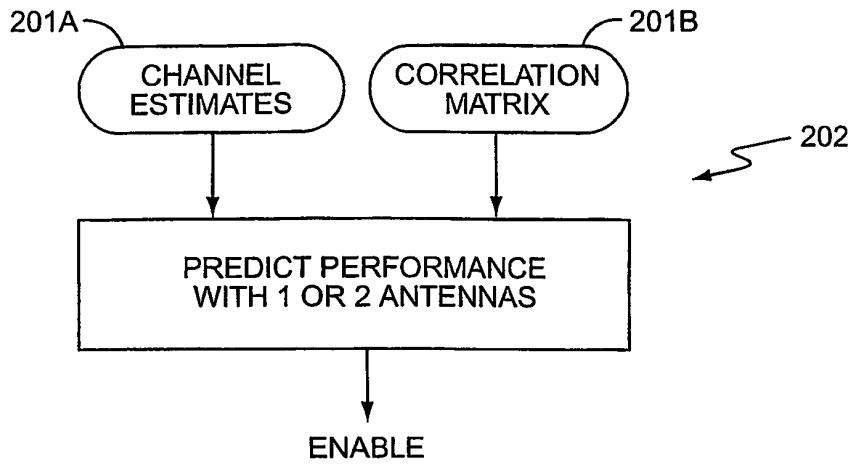 201A
201B
CHANNEL
ESTIMATES
CORRELATION
MATRIX
202
PREDICT PERFORMANCE
WITH 1 OR 2 ANTENNAS
ENABLE